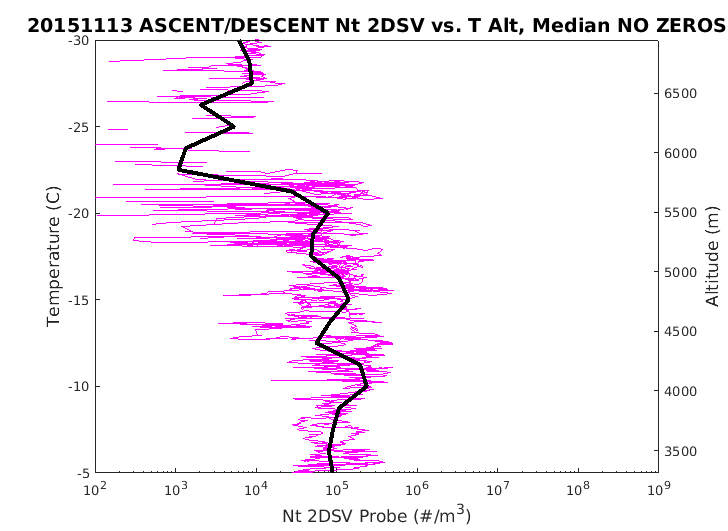 20151113 ASCENT/DESCENT Nt 2DSV vs. T Alt, Median NO ZEROS
-30
-25
-20
-15
-10
-5
Temperature (C)
6500
6000
5500
5000
4500
4000
3500
Altitude (m)
10^2 10^3 10^4 10^5 10^6 10^7 10^8 10^9
Nt 2DSV Probe (#/m^3)